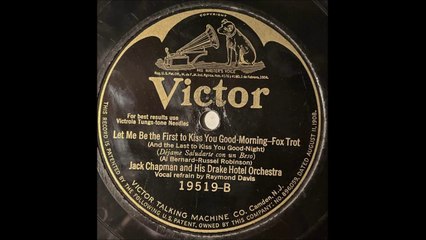 COPYRIGHT
HIS MASTER'S VOICE
Victor
For best results use
Victrola Tungs-tone Needles
Let Me Be the First to Kiss You Good-Morning–Fox Trot
(And the Last to Kiss You Good-Night)
(Déjame Saludarte con un Beso)
(Al Bernard-Russel Robinson)
Jack Chapman and His Drake Hotel Orchestra
Vocal refrain by Raymond Davis
19519-B
VICTOR TALKING MACHINE CO. Camden, N.J.